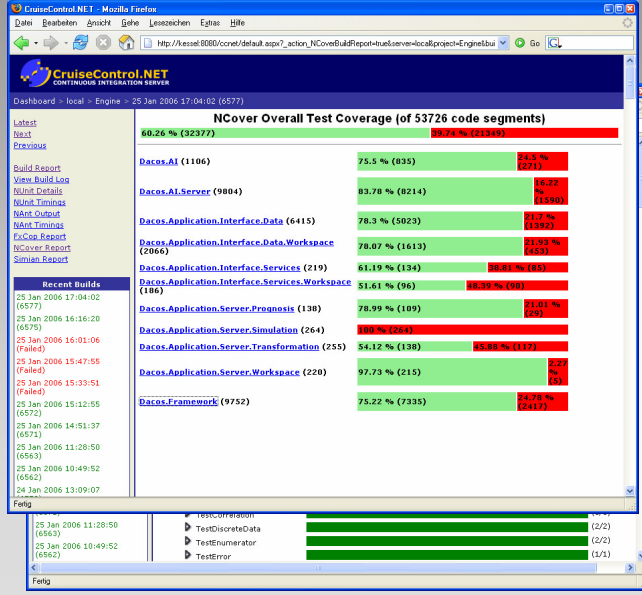 CruiseControl.NET - Mozilla Firefox
Datei Bearbeiten Ansicht Gehe Lesezeichen Extras Hilfe
http://kessel:8080/ccnet/default.aspx?_action_NCoverBuildReport=true&server=local&project=Engine&bui
Go
CruiseControl.NET
CONTINUOUS INTEGRATION SERVER
Dashboard > local > Engine > 25 Jan 2006 17:04:02 (6577)
Latest
Next
Previous
Build Report
View Build Log
NUnit Details
NUnit Timings
NAnt Output
NAnt Timings
FxCop Report
NCover Report
Simian Report
Recent Builds
25 Jan 2006 17:04:02
(6577)
25 Jan 2006 16:16:20
(6575)
25 Jan 2006 16:01:06
(Failed)
25 Jan 2006 15:47:55
(Failed)
25 Jan 2006 15:33:51
(Failed)
25 Jan 2006 15:12:55
(6572)
25 Jan 2006 14:51:37
(6571)
25 Jan 2006 11:28:50
(6563)
25 Jan 2006 10:49:52
(6562)
24 Jan 2006 13:09:07
NCover Overall Test Coverage (of 53726 code segments)
60.26 % (32377) 39.74 % (21349)
Dacos.AI (1106) 75.5 % (835) 24.5 %
(271)
Dacos.AI.Server (9804) 83.78 % (8214) 16.22
%
(1590)
Dacos.Application.Interface.Data (6415) 78.3 % (5023) 21.7 %
(1392)
Dacos.Application.Interface.Data.Workspace
(2066) 78.07 % (1613) 21.93 %
(453)
Dacos.Application.Interface.Services (219) 61.19 % (134) 38.81 % (85)
Dacos.Application.Interface.Services.Workspace
(186) 51.61 % (96) 48.39 % (90)
Dacos.Application.Server.Prognosis (138) 78.99 % (109) 21.01 %
(29)
Dacos.Application.Server.Simulation (264) 100 % (264)
Dacos.Application.Server.Transformation (255) 54.12 % (138) 45.88 % (117)
Dacos.Application.Server.Workspace (220) 97.73 % (215) 2.27
%
(5)
Dacos.Framework (9752) 75.22 % (7335) 24.78 %
(2417)
Fertig
TestCorrelation
25 Jan 2006 11:28:50
(6563)
25 Jan 2006 10:49:52
(6562)
TestDiscreteData (2/2)
TestEnumerator (2/2)
TestError (1/1)
Fertig